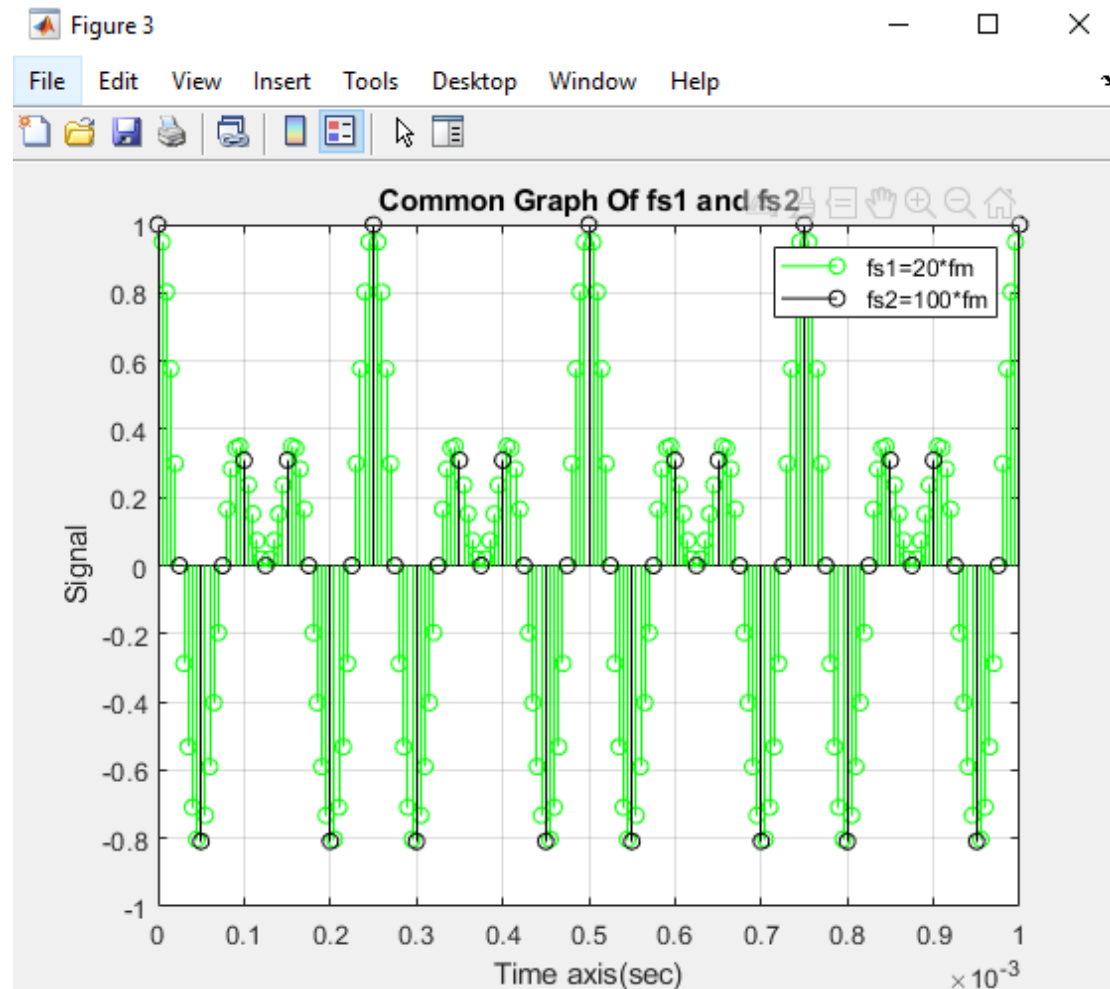 Figure 3
File Edit View Insert Tools Desktop Window Help
Common Graph Of fs1 and fs2
fs1=20*fm
fs2=100*fm
1
0.8
0.6
0.4
0.2
0
-0.2
-0.4
-0.6
-0.8
-1
Signal
0 0.1 0.2 0.3 0.4 0.5 0.6 0.7 0.8 0.9 1
Time axis(sec)
×10⁻³